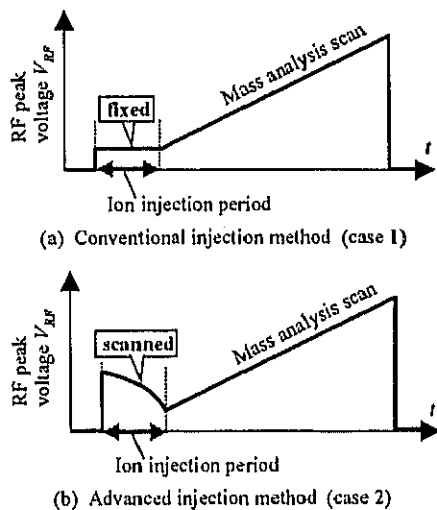 RF peak
voltage V_RF
fixed
Mass analysis scan
t
Ion injection period
(a) Conventional injection method (case 1)
RF peak
voltage V_RF
scanned
Mass analysis scan
t
Ion injection period
(b) Advanced injection method (case 2)